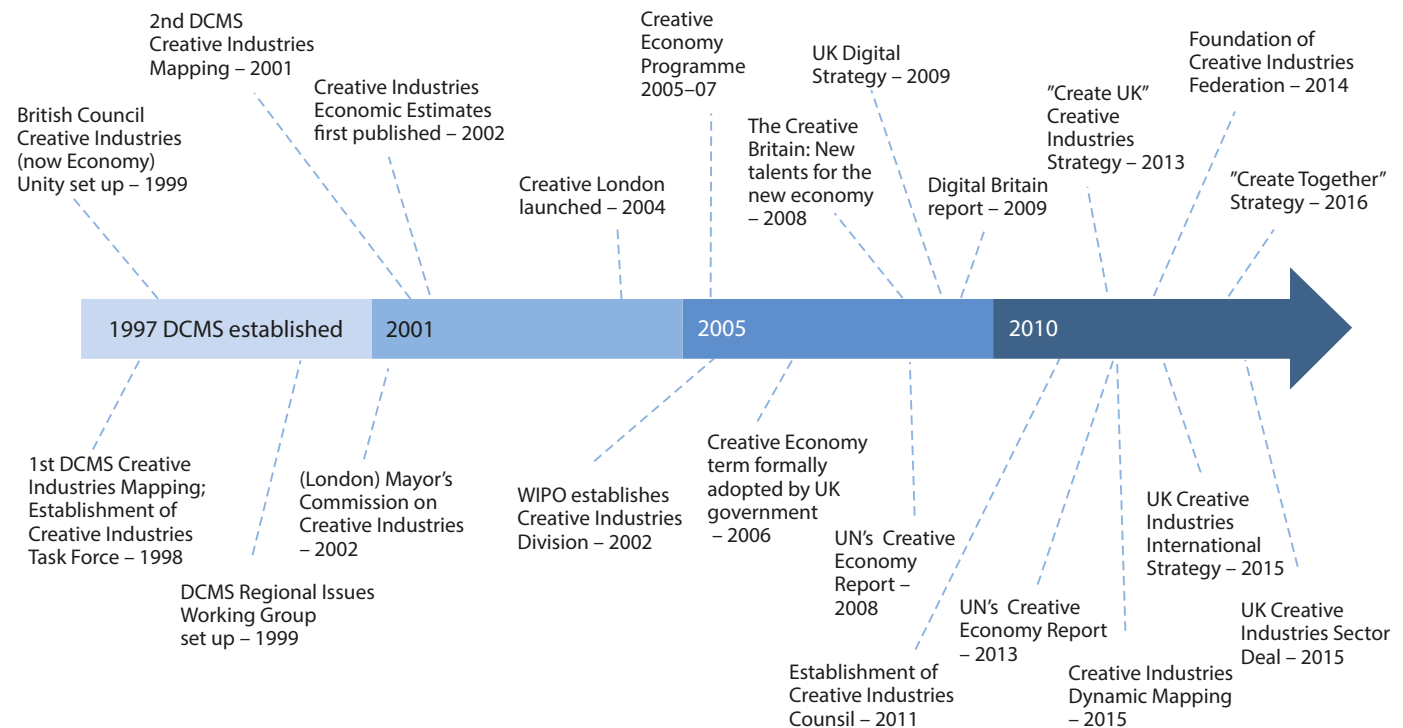 2nd DCMS
Creative Industries
Mapping – 2001
British Council
Creative Industries
(now Economy)
Unity set up – 1999
Creative Industries
Economic Estimates
first published – 2002
Creative London
launched – 2004
Creative
Economy
Programme
2005–07
The Creative
Britain: New
talents for the
new economy
– 2008
UK Digital
Strategy – 2009
Digital Britain
report – 2009
"Create UK"
Creative
Industries
Strategy – 2013
Foundation of
Creative Industries
Federation – 2014
"Create Together"
Strategy – 2016
1997 DCMS established
2001
2005
2010
1st DCMS Creative
Industries Mapping;
Establishment of
Creative Industries
Task Force – 1998
DCMS Regional Issues
Working Group
set up – 1999
(London) Mayor's
Commission on
Creative Industries
– 2002
WIPO establishes
Creative Industries
Division – 2002
Creative Economy
term formally
adopted by UK
government
– 2006
UN's Creative
Economy
Report –
2008
Establishment of
Creative Industries
Counsil – 2011
UN's Creative
Economy Report
– 2013
Creative Industries
Dynamic Mapping
– 2015
UK Creative
Industries
International
Strategy – 2015
UK Creative
Industries Sector
Deal – 2015